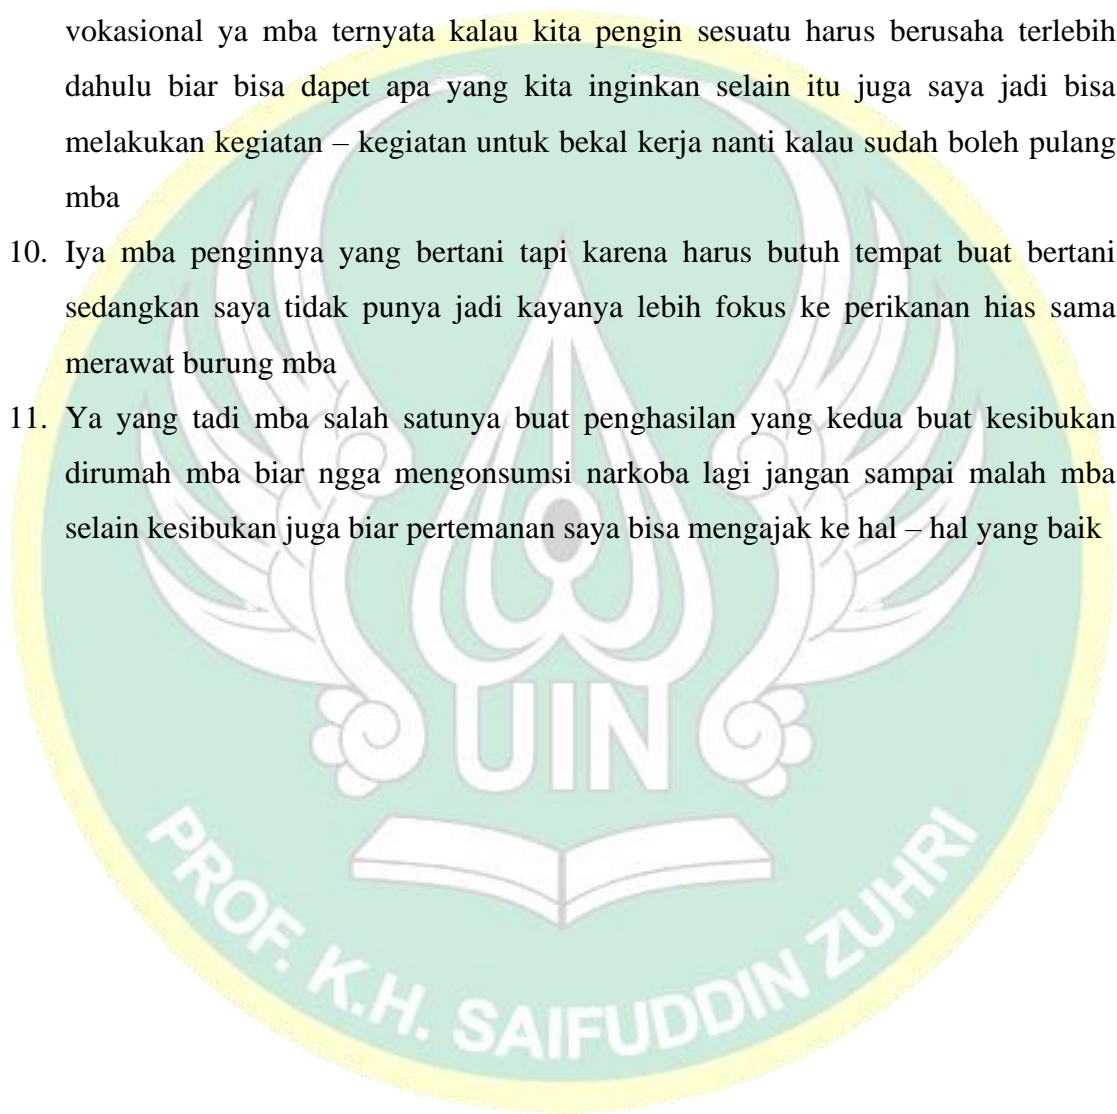 vokasional ya mba ternyata kalau kita pengin sesuatu harus berusaha terlebih
dahulu biar bisa dapet apa yang kita inginkan selain itu juga saya jadi bisa
melakukan kegiatan – kegiatan untuk bekal kerja nanti kalau sudah boleh pulang
mba
10. Iya mba penginnya yang bertani tapi karena harus butuh tempat buat bertani
sedangkan saya tidak punya jadi kayanya lebih fokus ke perikanan hias sama
merawat burung mba
11. Ya yang tadi mba salah satunya buat penghasilan yang kedua buat kesibukan
dirumah mba biar ngga mengonsumsi narkoba lagi jangan sampai malah mba
selain kesibukan juga biar pertemanan saya bisa mengajak ke hal – hal yang baik
UIN
PROF. K.H. SAIFUDDIN ZUHRI